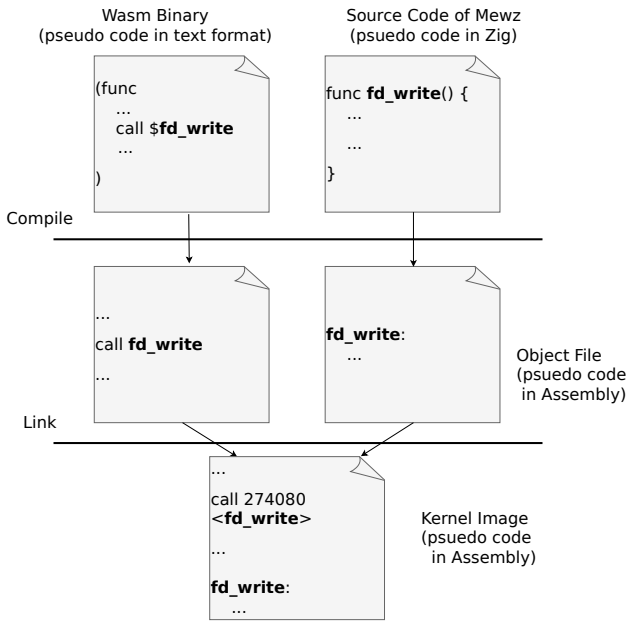 Wasm Binary
(pseudo code in text format)
Source Code of Mewz
(psuedo code in Zig)
(func
...
call $fd_write
...
)
func fd_write() {
...
...
}
Compile
...
call fd_write
...
fd_write:
...
Object File
(psuedo code
in Assembly)
Link
...
call 274080
<fd_write>
...
fd_write:
...
Kernel Image
(psuedo code
in Assembly)